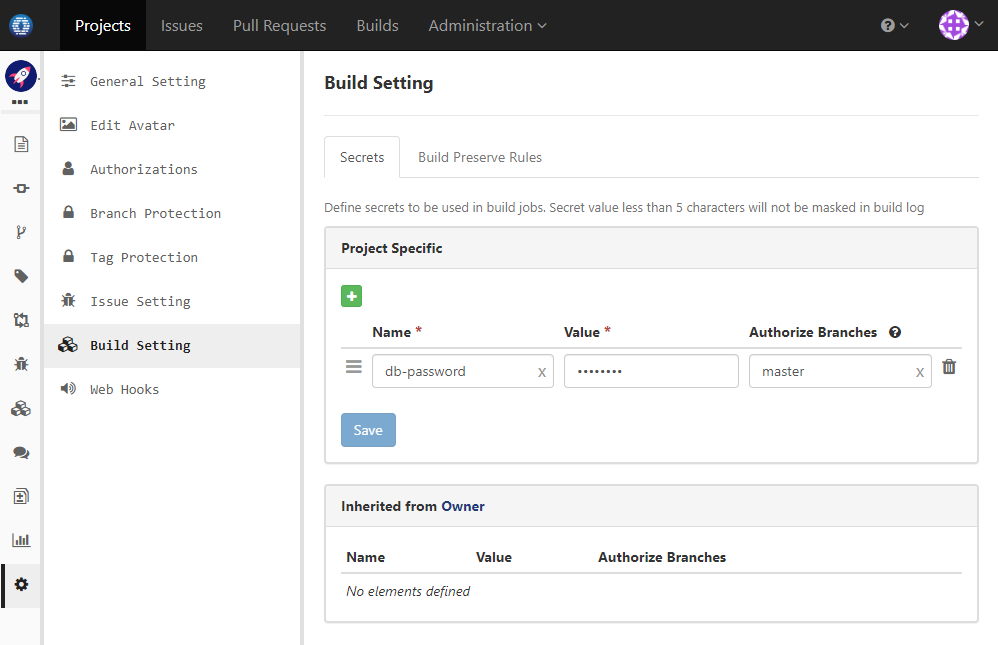 Projects Issues Pull Requests Builds Administration
General Setting
Edit Avatar
Authorizations
Branch Protection
Tag Protection
Issue Setting
Build Setting
Web Hooks
Build Setting
Secrets Build Preserve Rules
Define secrets to be used in build jobs. Secret value less than 5 characters will not be masked in build log
Project Specific
Name * Value * Authorize Branches
db-password x •••••••• master x
Save
Inherited from Owner
Name Value Authorize Branches
No elements defined